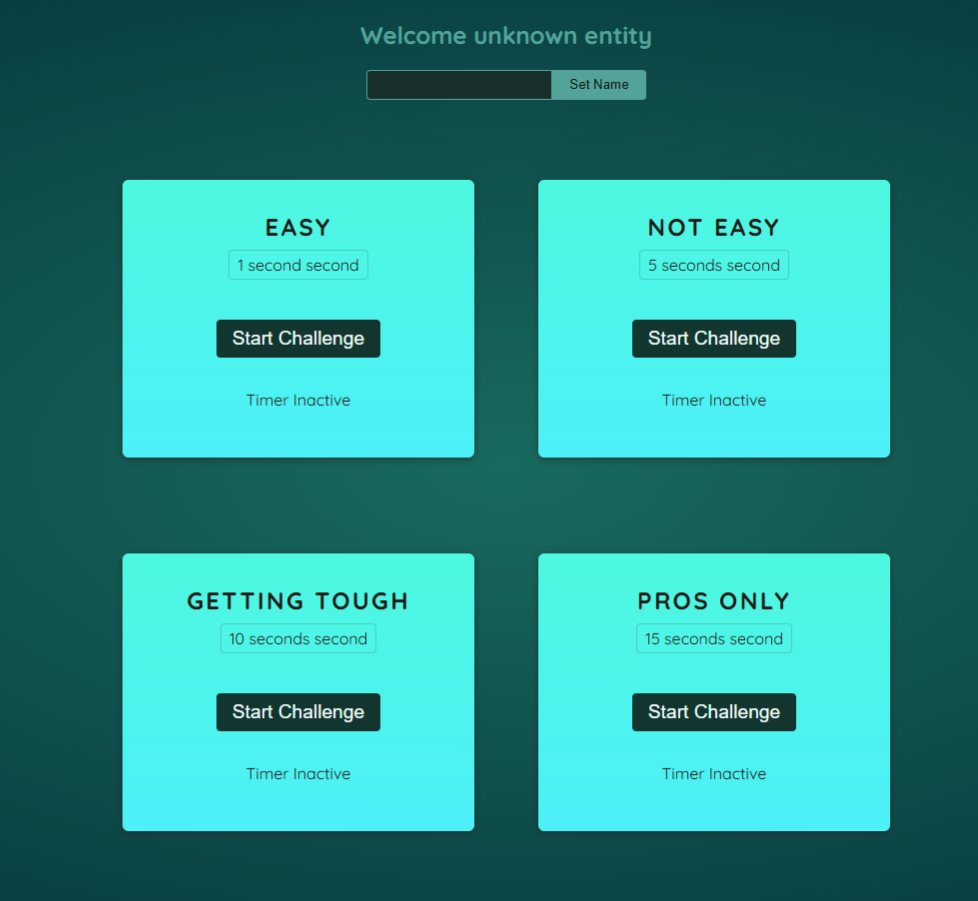 Welcome unknown entity
Set Name
EASY
1 second second
Start Challenge
Timer Inactive
NOT EASY
5 seconds second
Start Challenge
Timer Inactive
GETTING TOUGH
10 seconds second
Start Challenge
Timer Inactive
PROS ONLY
15 seconds second
Start Challenge
Timer Inactive